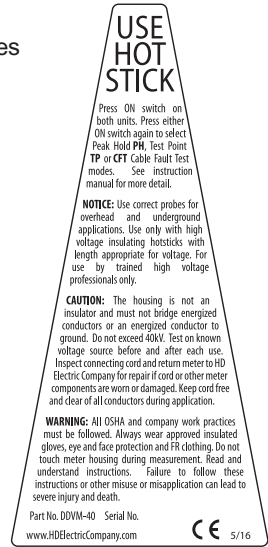 es
USE
HOT
STICK
Press ON switch on
both units. Press either
ON switch again to select
Peak Hold PH, Test Point
TP or CFT Cable Fault Test
modes. See instruction
manual for more detail.
NOTICE: Use correct probes for
overhead and underground
applications. Use only with high
voltage insulating hotsticks with
length appropriate for voltage. For
use by trained high voltage
professionals only.
CAUTION: The housing is not an
insulator and must not bridge energized
conductors or an energized conductor to
ground. Do not exceed 40kV. Test on known
voltage source before and after each use.
Inspect connecting cord and return meter to HD
Electric Company for repair if cord or other meter
components are worn or damaged. Keep cord free
and clear of all conductors during application.
WARNING: All OSHA and company work practices
must be followed. Always wear approved insulated
gloves, eye and face protection and FR clothing. Do not
touch meter housing during measurement. Read and
understand instructions. Failure to follow these
instructions or other misuse or misapplication can lead to
severe injury and death.
Part No. DDVM-40 Serial No.
www.HDElectricCompany.com CE 5/16